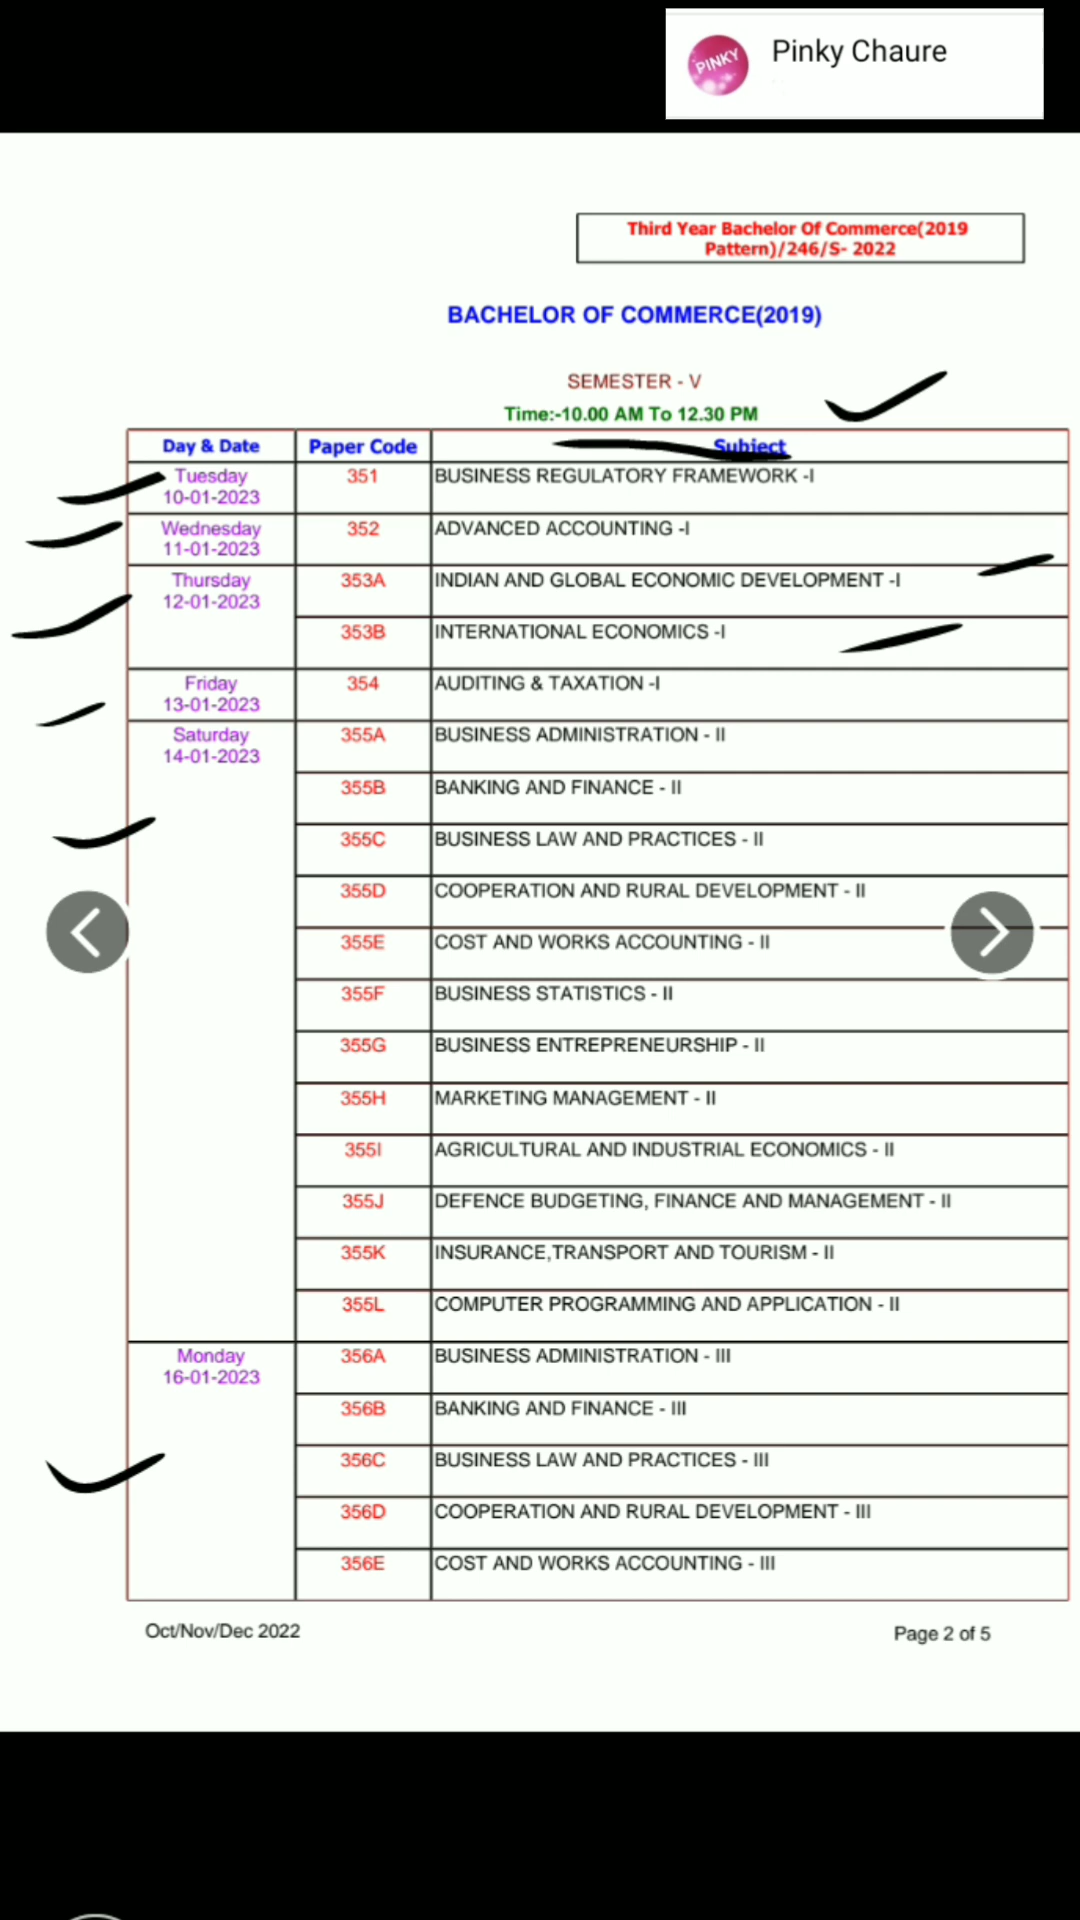 PINKY
Pinky Chaure
Third Year Bachelor Of Commerce(2019
Pattern)/246/S- 2022
BACHELOR OF COMMERCE(2019)
SEMESTER - V
Time:-10.00 AM To 12.30 PM
Day & Date Paper Code Subject
Tuesday 351 BUSINESS REGULATORY FRAMEWORK -I
10-01-2023
Wednesday 352 ADVANCED ACCOUNTING -I
11-01-2023
Thursday 353A INDIAN AND GLOBAL ECONOMIC DEVELOPMENT -I
12-01-2023
353B INTERNATIONAL ECONOMICS -I
Friday 354 AUDITING & TAXATION -I
13-01-2023
Saturday 355A BUSINESS ADMINISTRATION - II
14-01-2023
355B BANKING AND FINANCE - II
355C BUSINESS LAW AND PRACTICES - II
355D COOPERATION AND RURAL DEVELOPMENT - II
355E COST AND WORKS ACCOUNTING - II
355F BUSINESS STATISTICS - II
355G BUSINESS ENTREPRENEURSHIP - II
355H MARKETING MANAGEMENT - II
355I AGRICULTURAL AND INDUSTRIAL ECONOMICS - II
355J DEFENCE BUDGETING, FINANCE AND MANAGEMENT - II
355K INSURANCE,TRANSPORT AND TOURISM - II
355L COMPUTER PROGRAMMING AND APPLICATION - II
Monday 356A BUSINESS ADMINISTRATION - III
16-01-2023
356B BANKING AND FINANCE - III
356C BUSINESS LAW AND PRACTICES - III
356D COOPERATION AND RURAL DEVELOPMENT - III
356E COST AND WORKS ACCOUNTING - III
Oct/Nov/Dec 2022 Page 2 of 5